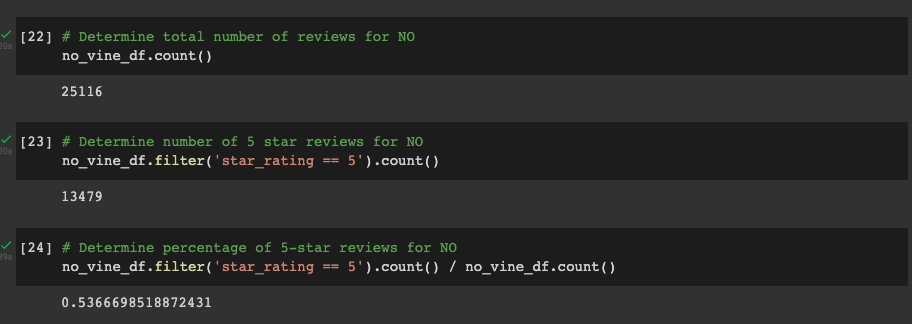 [22] # Determine total number of reviews for NO
no_vine_df.count()
20s
25116
[23] # Determine number of 5 star reviews for NO
no_vine_df.filter('star_rating == 5').count()
20s
13479
[24] # Determine percentage of 5-star reviews for NO
no_vine_df.filter('star_rating == 5').count() / no_vine_df.count()
39s
0.5366698518872431